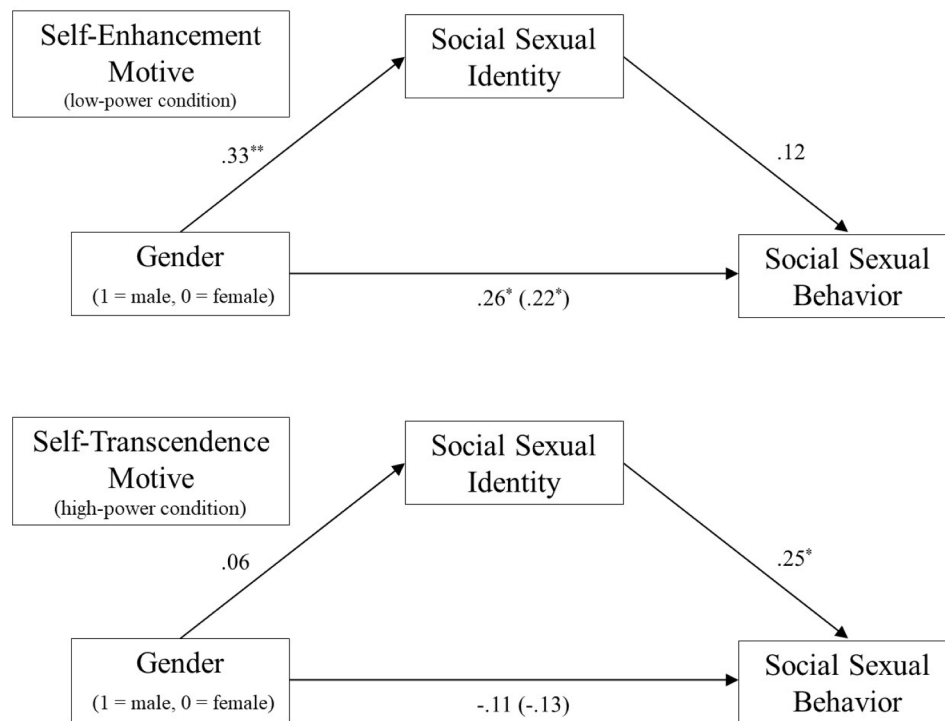 Self-Enhancement
Motive
(low-power condition)
Social Sexual
Identity
.33**
.12
Gender
(1 = male, 0 = female)
.26* (.22*)
Social Sexual
Behavior
Self-Transcendence
Motive
(high-power condition)
Social Sexual
Identity
.06
.25*
Gender
(1 = male, 0 = female)
-.11 (-.13)
Social Sexual
Behavior